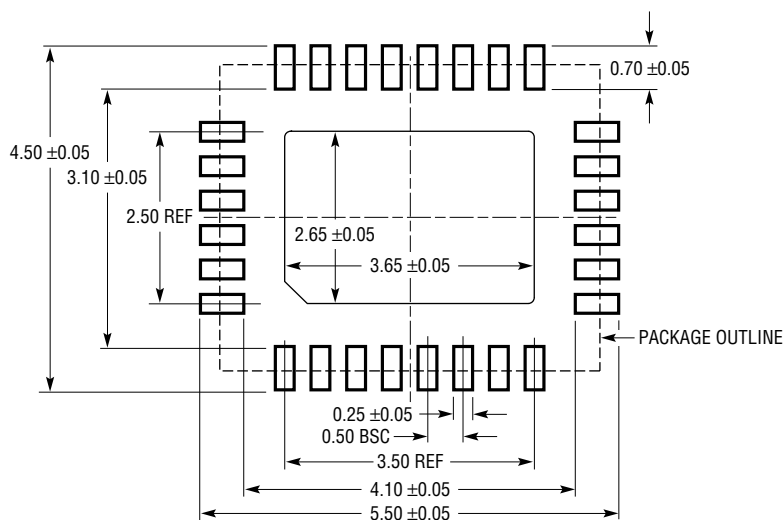 0.70 ±0.05
4.50 ±0.05
3.10 ±0.05
2.50 REF
2.65 ±0.05
3.65 ±0.05
PACKAGE OUTLINE
0.25 ±0.05
0.50 BSC
3.50 REF
4.10 ±0.05
5.50 ±0.05